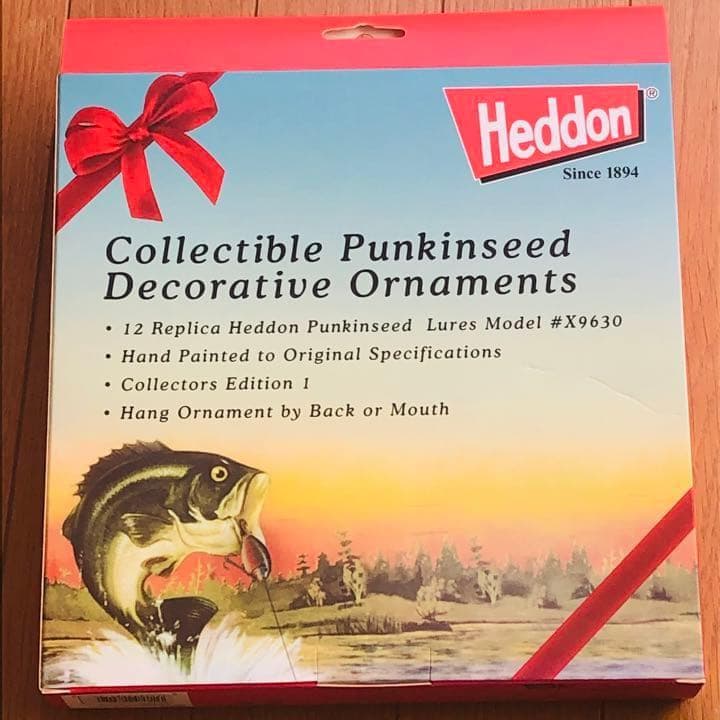 Heddon®
Since 1894
Collectible Punkinseed
Decorative Ornaments
• 12 Replica Heddon Punkinseed Lures Model #X9630
• Hand Painted to Original Specifications
• Collectors Edition 1
• Hang Ornament by Back or Mouth